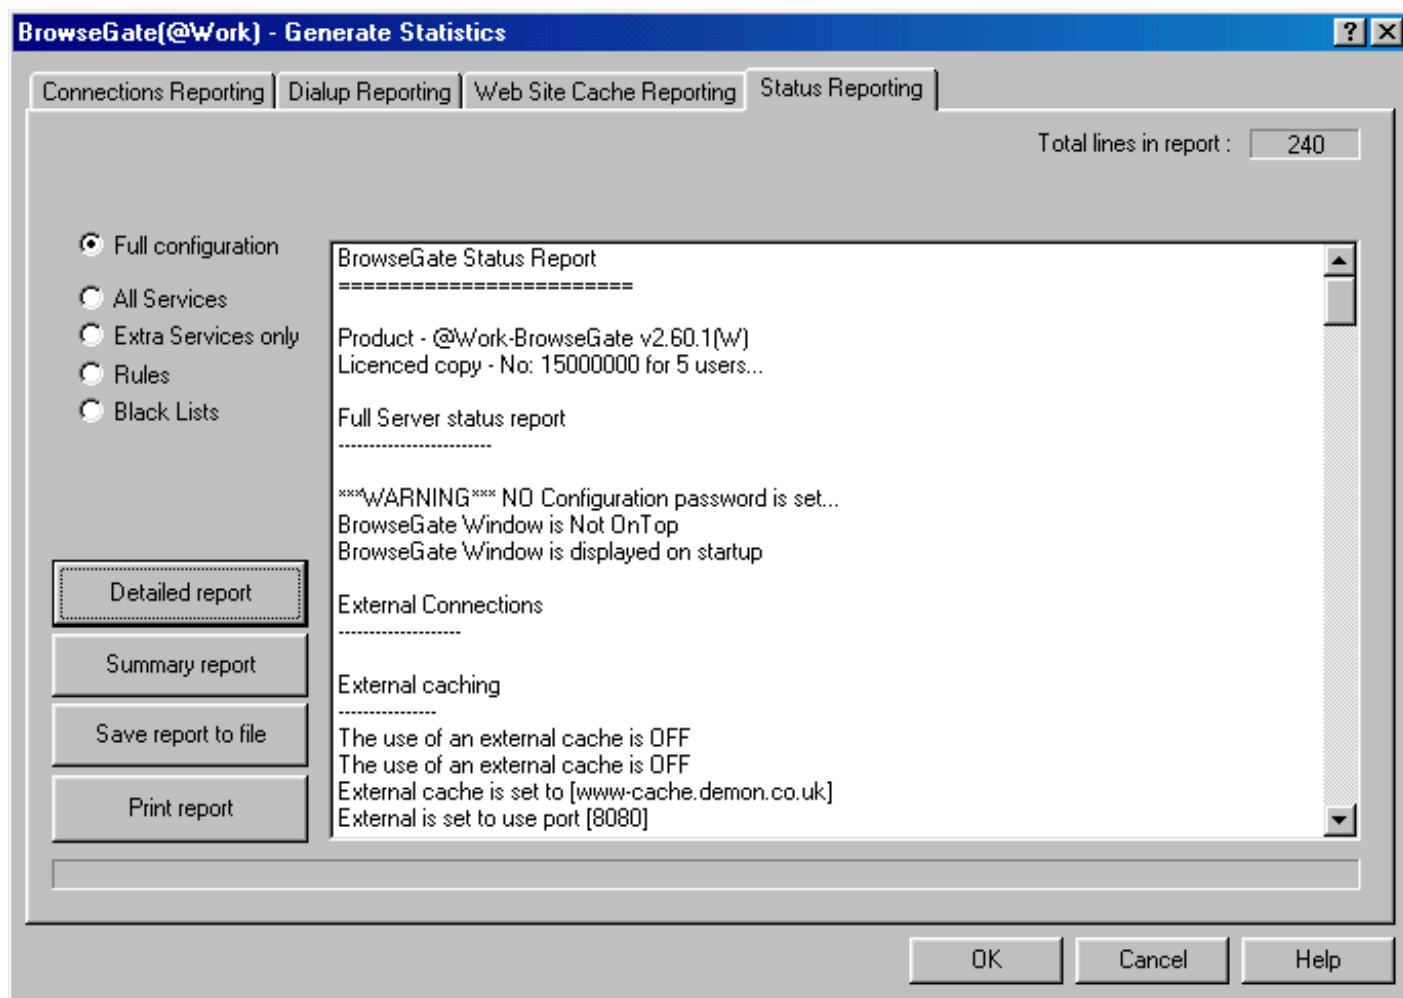 BrowseGate(@Work) - Generate Statistics
Connections Reporting
Dialup Reporting
Web Site Cache Reporting
Status Reporting
Total lines in report : 240
Full configuration
All Services
Extra Services only
Rules
Black Lists
Detailed report
Summary report
Save report to file
Print report
BrowseGate Status Report
=========================
Product - @Work-BrowseGate v2.60.1(W)
Licenced copy - No: 15000000 for 5 users...
Full Server status report
-------------------------
***WARNING*** NO Configuration password is set...
BrowseGate Window is Not OnTop
BrowseGate Window is displayed on startup
External Connections
--------------------
External caching
----------------
The use of an external cache is OFF
The use of an external cache is OFF
External cache is set to [www-cache.demon.co.uk]
External is set to use port [8080]
OK
Cancel
Help